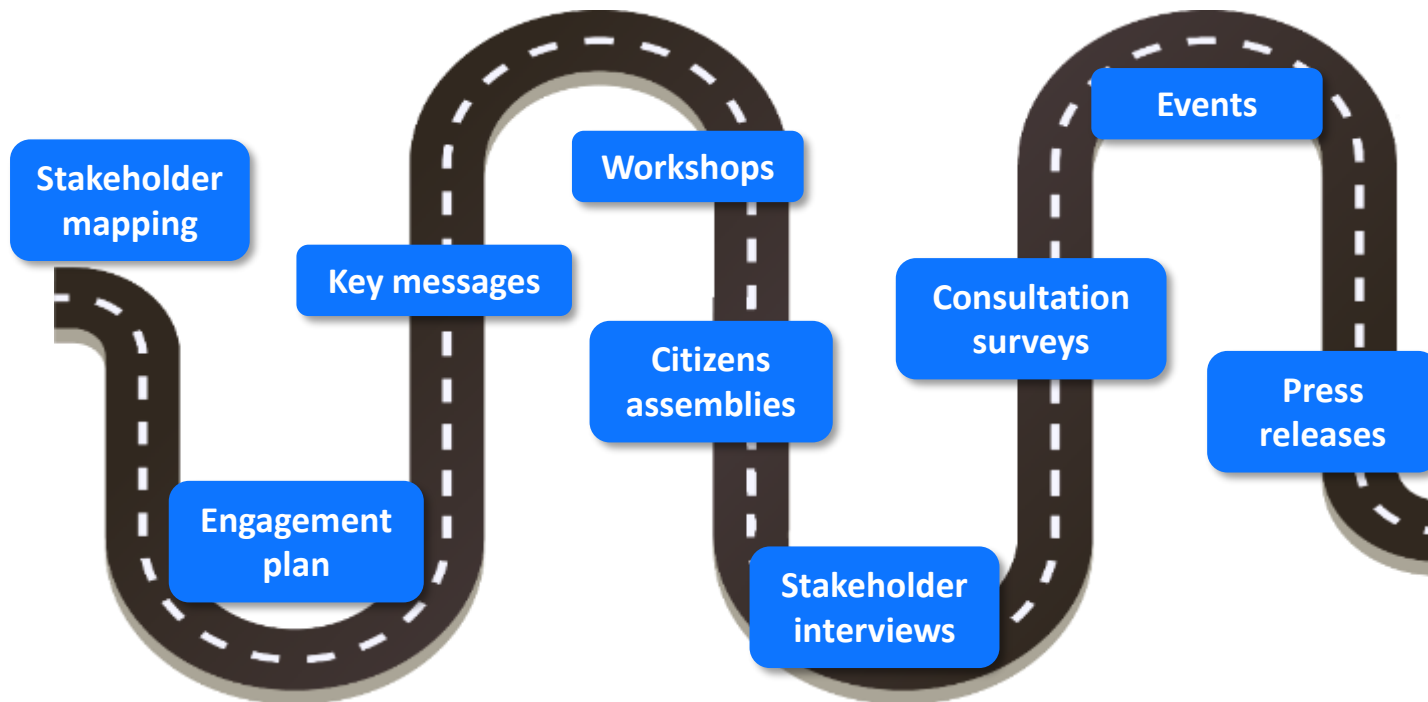 Stakeholder
mapping
Engagement
plan
Key messages
Workshops
Citizens
assemblies
Stakeholder
interviews
Consultation
surveys
Events
Press
releases